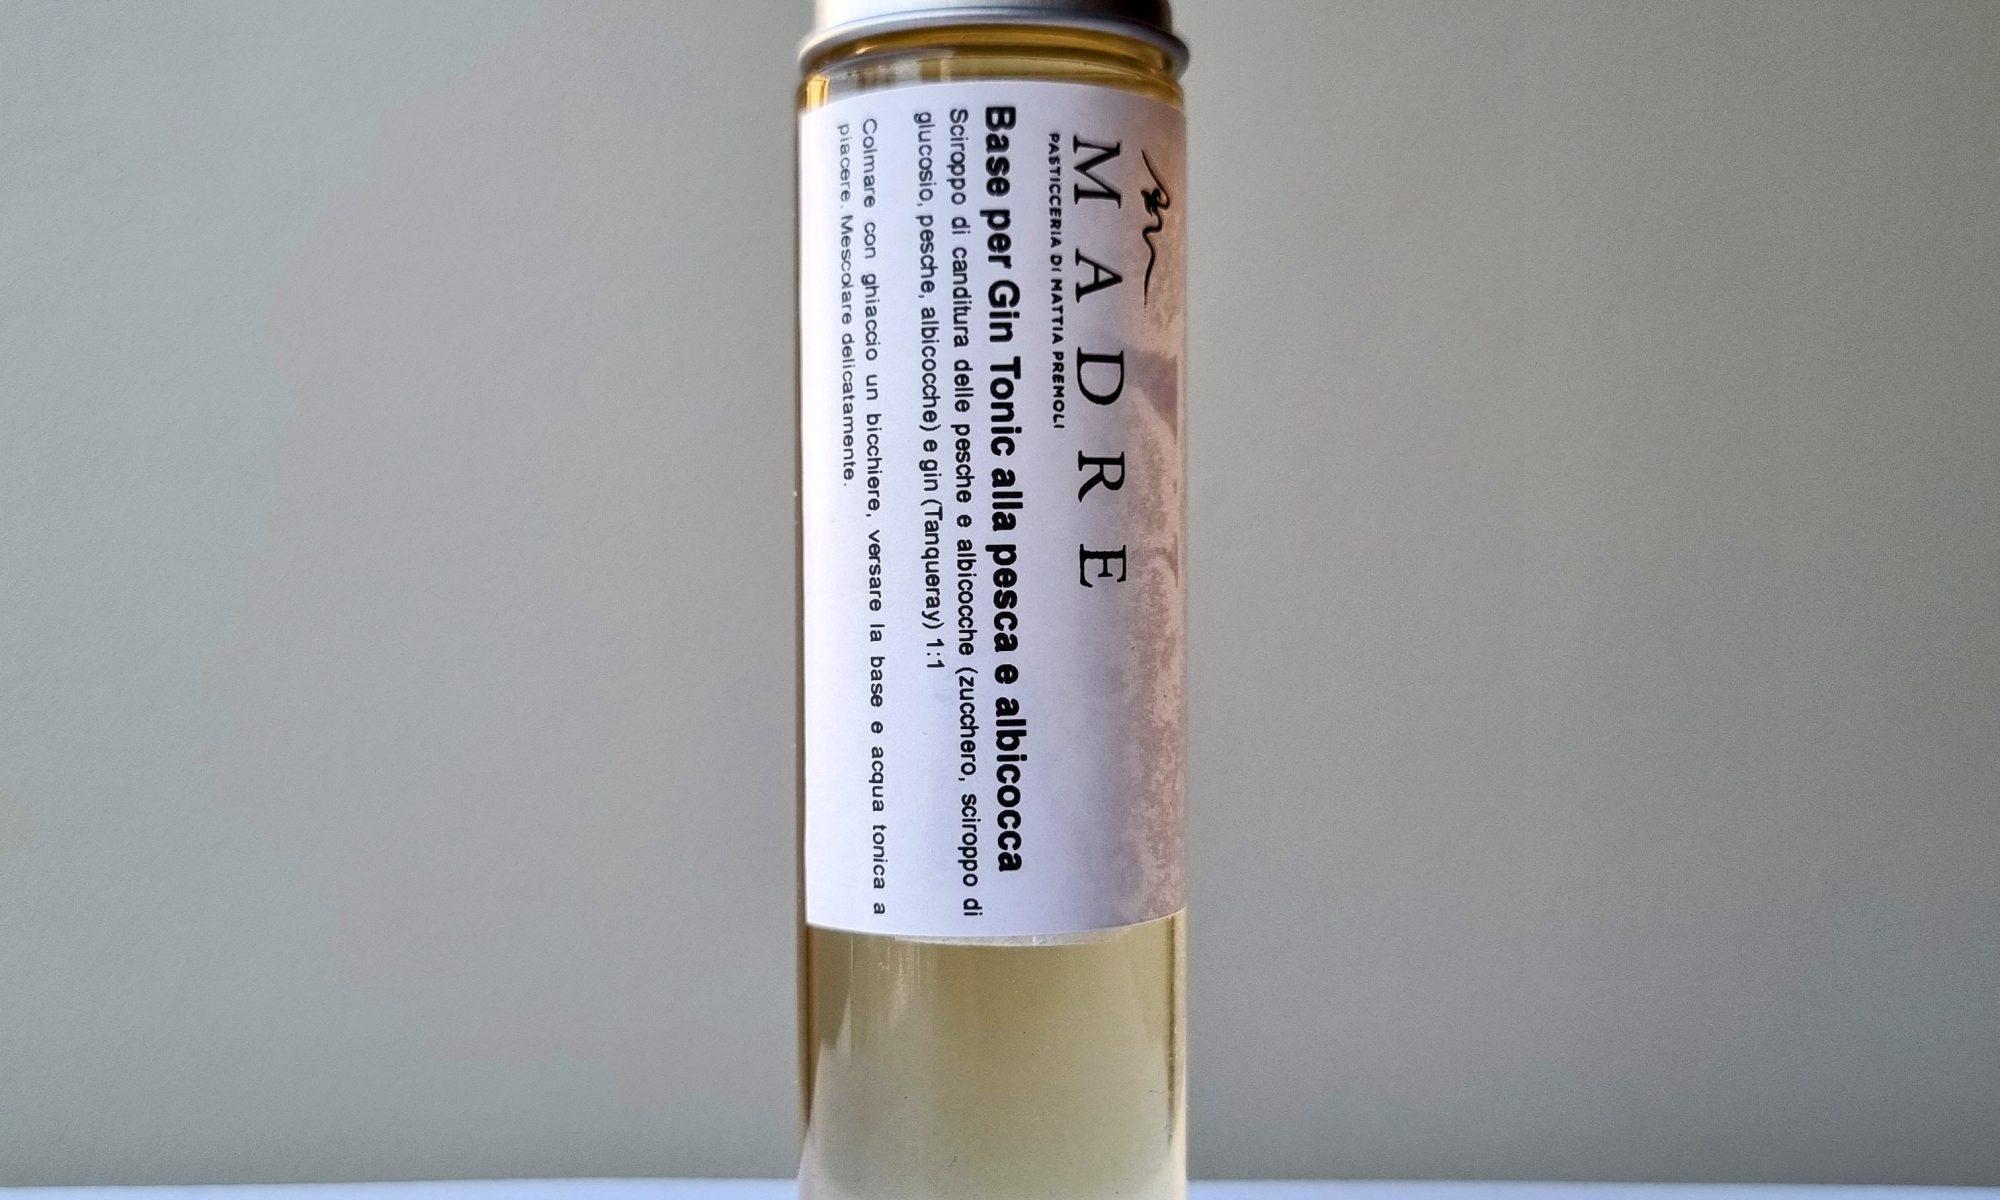 MADRE
PASTICCERIA DI MATTIA PREMOLI
Base per Gin Tonic alla pesca e albicocca
Sciroppo di canditura delle pesche e albicocche (zucchero, sciroppo di
glucosio, pesche, albicocche) e gin (Tanqueray) 1:1
Colmare con ghiaccio un bicchiere, versare la base e acqua tonica a
piacere. Mescolare delicatamente.